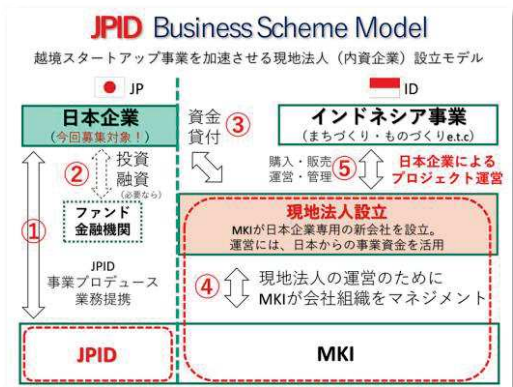 JPID Business Scheme Model
越境スタートアップ事業を加速させる現地法人（内資企業）設立モデル
JP
ID
日本企業
(今回募集対象！)
資金
貸付
③
インドネシア事業
(まちづくり・ものづくりe.t.c)
②
投資
融資
(必要なら)
購入・販売
運営・管理
⑤
日本企業による
プロジェクト運営
ファンド
金融機関
①
現地法人設立
MKIが日本企業専用の新会社を設立。
運営には、日本からの事業資金を活用
JPID
事業プロデュース
業務提携
④
現地法人の運営のために
MKIが会社組織をマネジメント
JPID
MKI